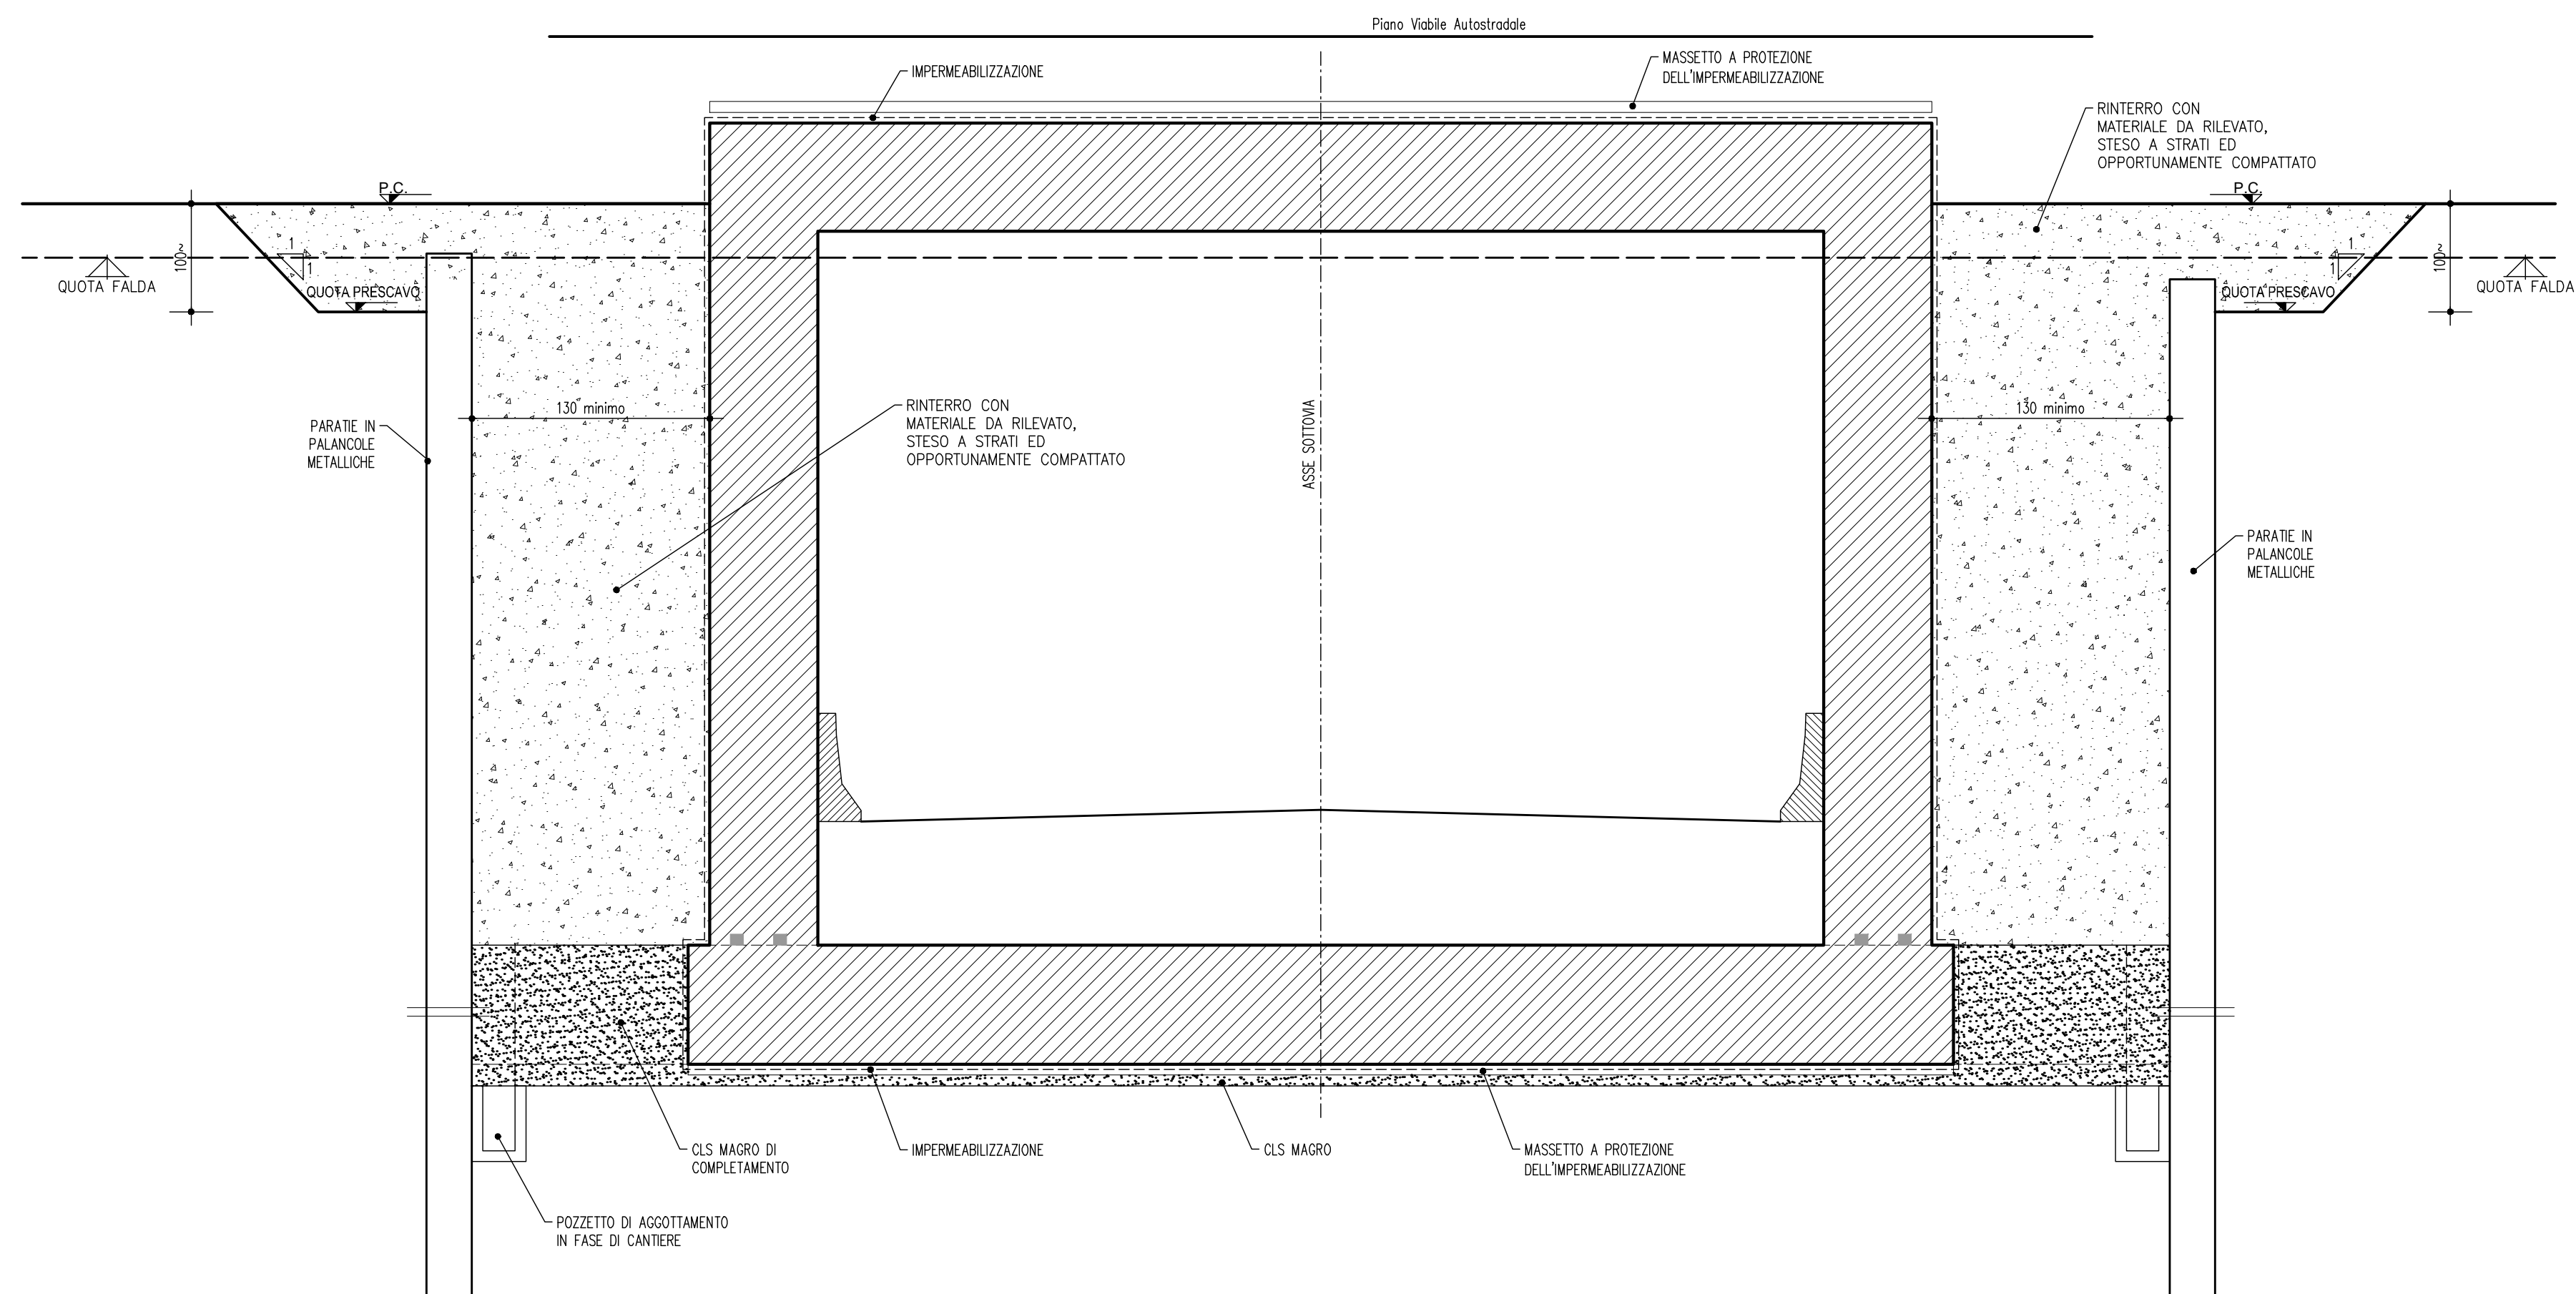 Piano Viabile Autostradale
IMPERMEABILIZZAZIONE
MASSETTO A PROTEZIONE
DELL'IMPERMEABILIZZAZIONE
RINTERRO CON
MATERIALE DA RILEVATO,
STESO A STRATI ED
OPPORTUNAMENTE COMPATTATO
P.C.
P.C.
100~
1
1
QUOTA FALDA
QUOTA PRESCAVO
1
1
100~
QUOTA FALDA
QUOTA PRESCAVO
130 minimo
130 minimo
PARATIE IN
PALANCOLE
METALLICHE
RINTERRO CON
MATERIALE DA RILEVATO,
STESO A STRATI ED
OPPORTUNAMENTE COMPATTATO
ASSE SOTTOVIA
PARATIE IN
PALANCOLE
METALLICHE
CLS MAGRO DI
COMPLETAMENTO
IMPERMEABILIZZAZIONE
CLS MAGRO
MASSETTO A PROTEZIONE
DELL'IMPERMEABILIZZAZIONE
POZZETTO DI AGGOTTAMENTO
IN FASE DI CANTIERE